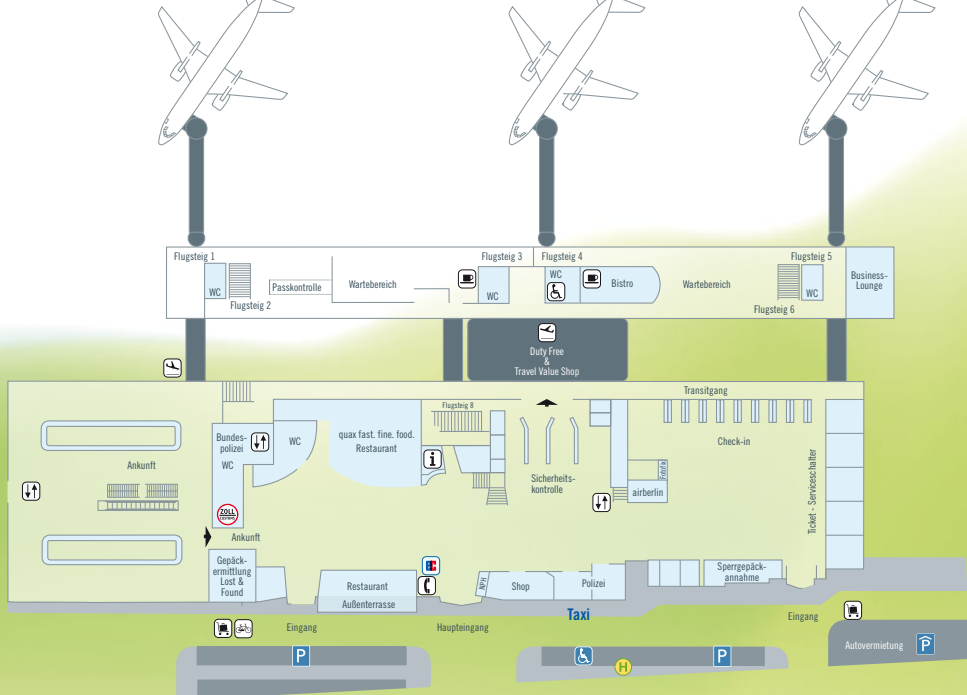 Flugsteig 1
Flugsteig 3
Flugsteig 4
Flugsteig 5
WC
Business-
Lounge
Passkontrolle
Wartebereich
Bistro
Wartebereich
WC
WC
WC
Flugsteig 2
Flugsteig 6
Duty Free
&
Travel Value Shop
Transitgang
Flugsteig 8
Bundes-
polizei
WC
WC
quax fast. fine. food.
Restaurant
i
Check-in
Ankunft
Sicherheits-
kontrolle
airberlin
Ticket - Serviceschalter
ZOLL
Ankunft
Gepäck-
ermittlung
Lost &
Found
EC
Restaurant
Außenterrasse
NPH
Shop
Polizei
Sperrgepäck-
annahme
Taxi
Eingang
Haupteingang
Eingang
Autovermietung
P
P
P
H